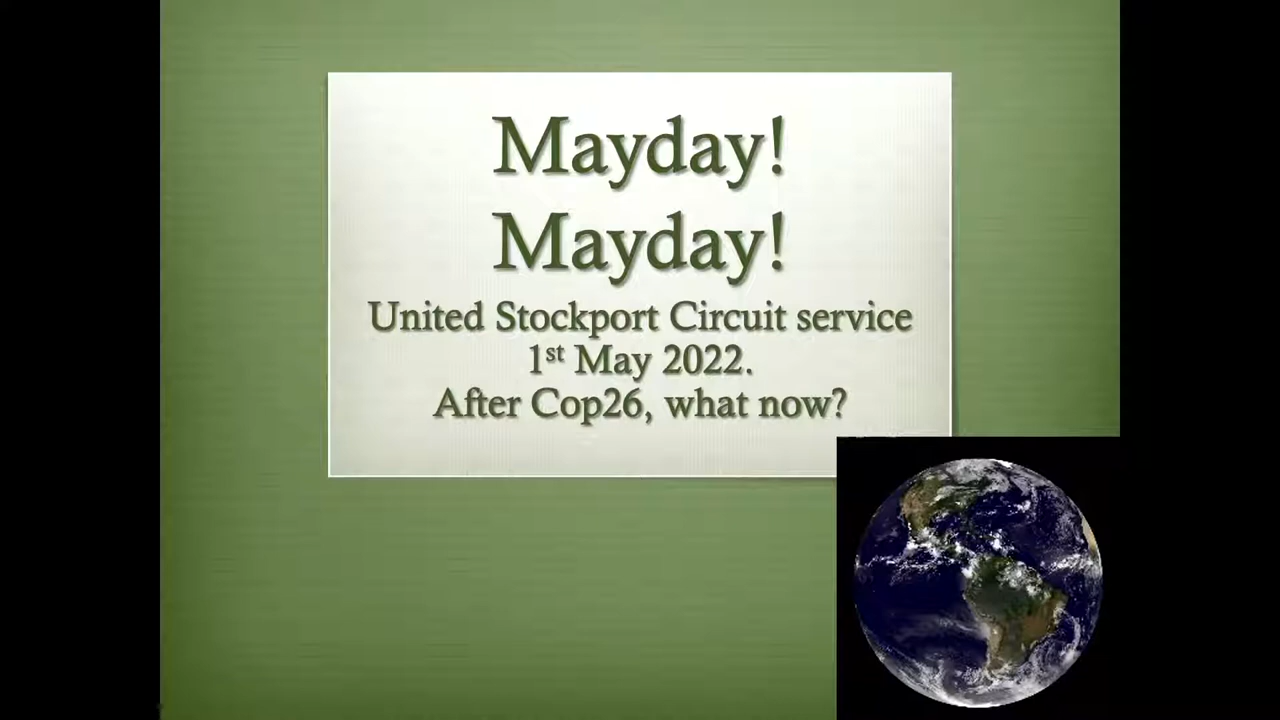 Mayday!
Mayday!
United Stockport Circuit service
1st May 2022.
After Cop26, what now?